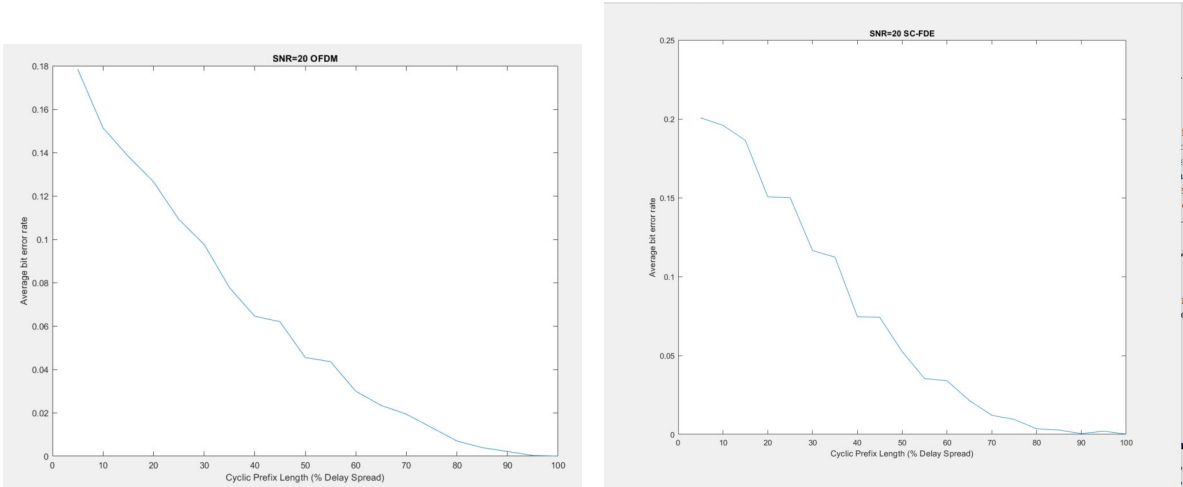 SNR=20 OFDM
0.18
0.16
0.14
0.12
0.1
0.08
0.06
0.04
0.02
0
Average bit error rate
0 10 20 30 40 50 60 70 80 90 100
Cyclic Prefix Length (% Delay Spread)
SNR=20 SC-FDE
0.25
0.2
0.15
0.1
0.05
0
Average bit error rate
0 10 20 30 40 50 60 70 80 90 100
Cyclic Prefix Length (% Delay Spread)